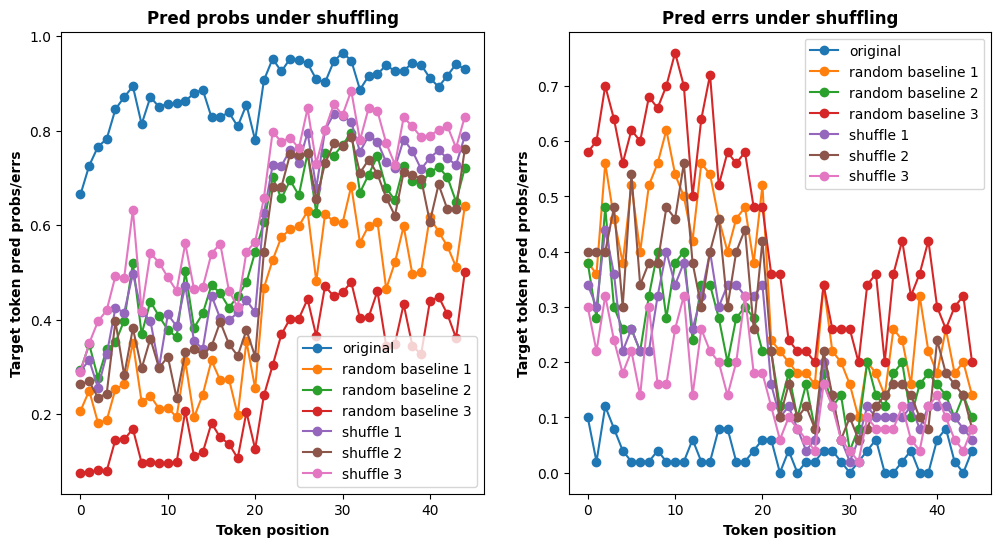 Pred probs under shuffling
Target token pred probs/errs
1.0
0.8
0.6
0.4
0.2
0
10
20
30
40
Token position
original
random baseline 1
random baseline 2
random baseline 3
shuffle 1
shuffle 2
shuffle 3
Pred errs under shuffling
Target token pred probs/errs
0.7
0.6
0.5
0.4
0.3
0.2
0.1
0.0
0
10
20
30
40
Token position
original
random baseline 1
random baseline 2
random baseline 3
shuffle 1
shuffle 2
shuffle 3